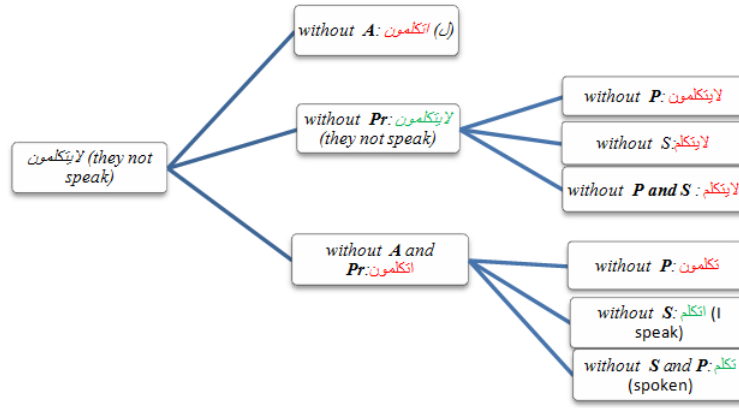 without A: اتكلمون (ل)
without Pr: لايتكلمون
(they not speak)
without P: لايتكلمون
without S:لايتكلم
without P and S : لايتكلم
لايتكلمون (they not
speak)
without A and
Pr:اتكلمون
without P: تكلمون
without S: اتكلم (I
speak)
without S and P: تكلم
(spoken)